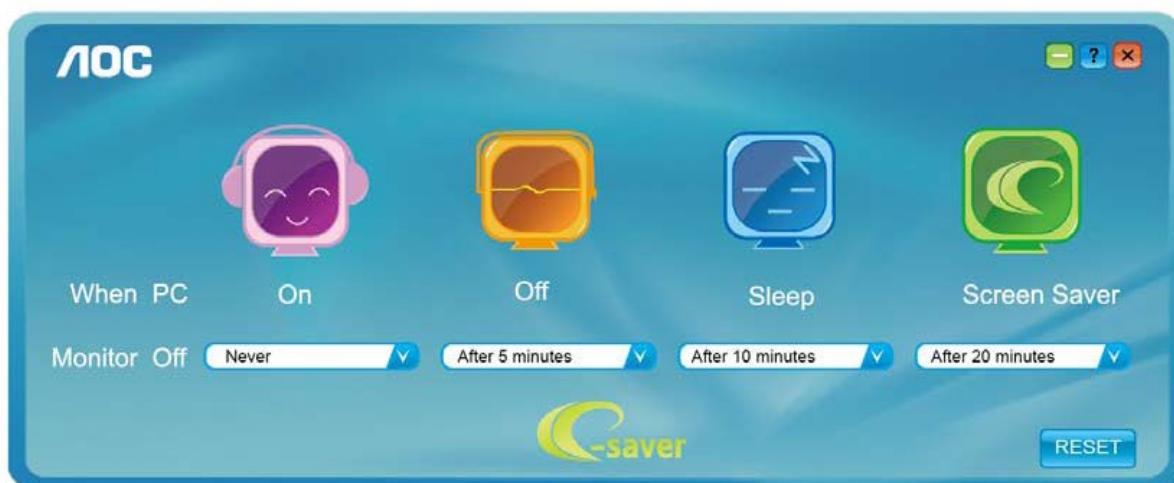 AOC
?
When PC On Off Sleep Screen Saver
Monitor Off Never After 5 minutes After 10 minutes After 20 minutes
e-saver
RESET